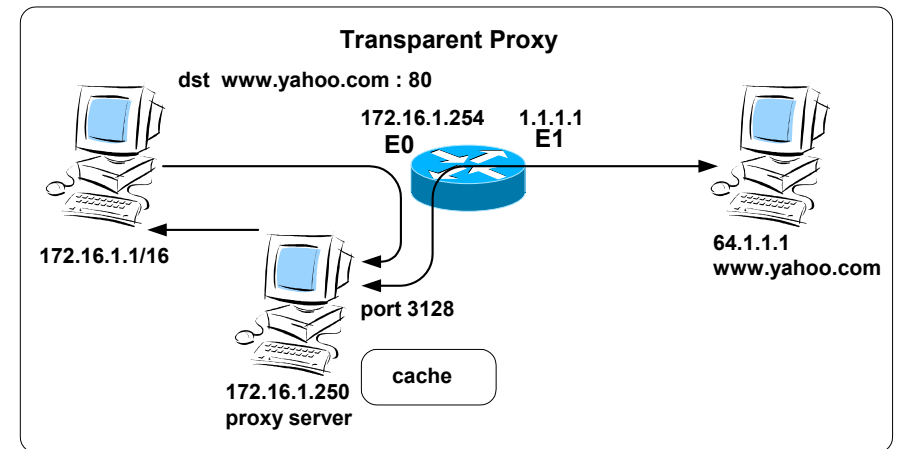 Transparent Proxy
dst www.yahoo.com : 80
172.16.1.254
1.1.1.1
E0
E1
172.16.1.1/16
64.1.1.1
www.yahoo.com
port 3128
cache
172.16.1.250
proxy server